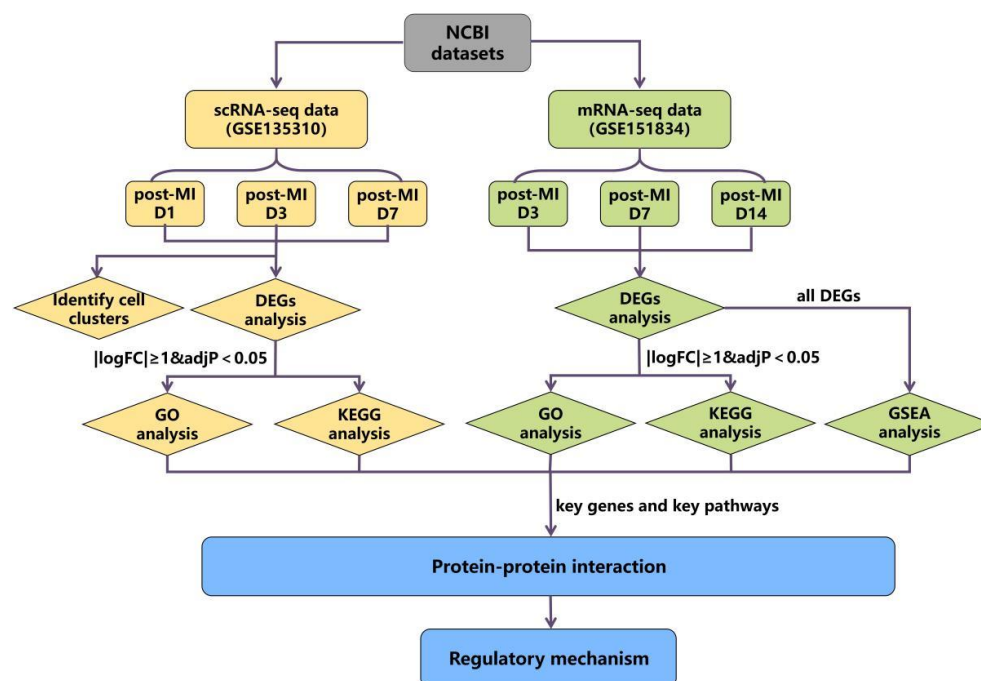 NCBI
datasets
scRNA-seq data
(GSE135310)
mRNA-seq data
(GSE151834)
post-MI
D1
post-MI
D3
post-MI
D7
post-MI
D3
post-MI
D7
post-MI
D14
Identify cell
clusters
DEGs
analysis
DEGs
analysis
all DEGs
|logFC|≥1&adjP<0.05
|logFC|≥1&adjP<0.05
GO
analysis
KEGG
analysis
GO
analysis
KEGG
analysis
GSEA
analysis
key genes and key pathways
Protein-protein interaction
Regulatory mechanism